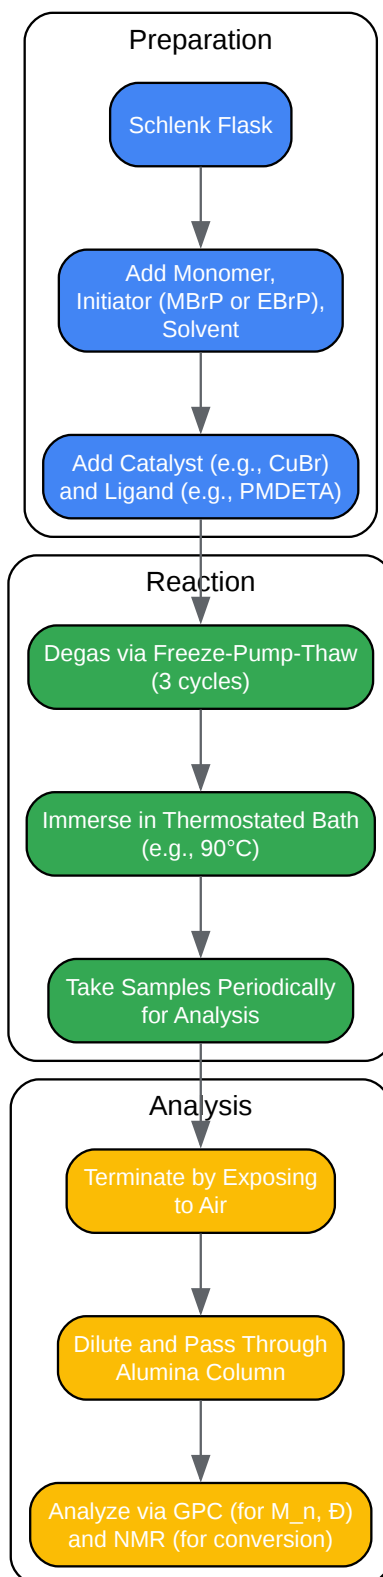 Preparation
Schlenk Flask
Add Monomer,
Initiator (MBrP or EBrP),
Solvent
Add Catalyst (e.g., CuBr)
and Ligand (e.g., PMDETA)
Reaction
Degas via Freeze-Pump-Thaw
(3 cycles)
Immerse in Thermostated Bath
(e.g., 90°C)
Take Samples Periodically
for Analysis
Analysis
Terminate by Exposing
to Air
Dilute and Pass Through
Alumina Column
Analyze via GPC (for M_n, Đ)
and NMR (for conversion)